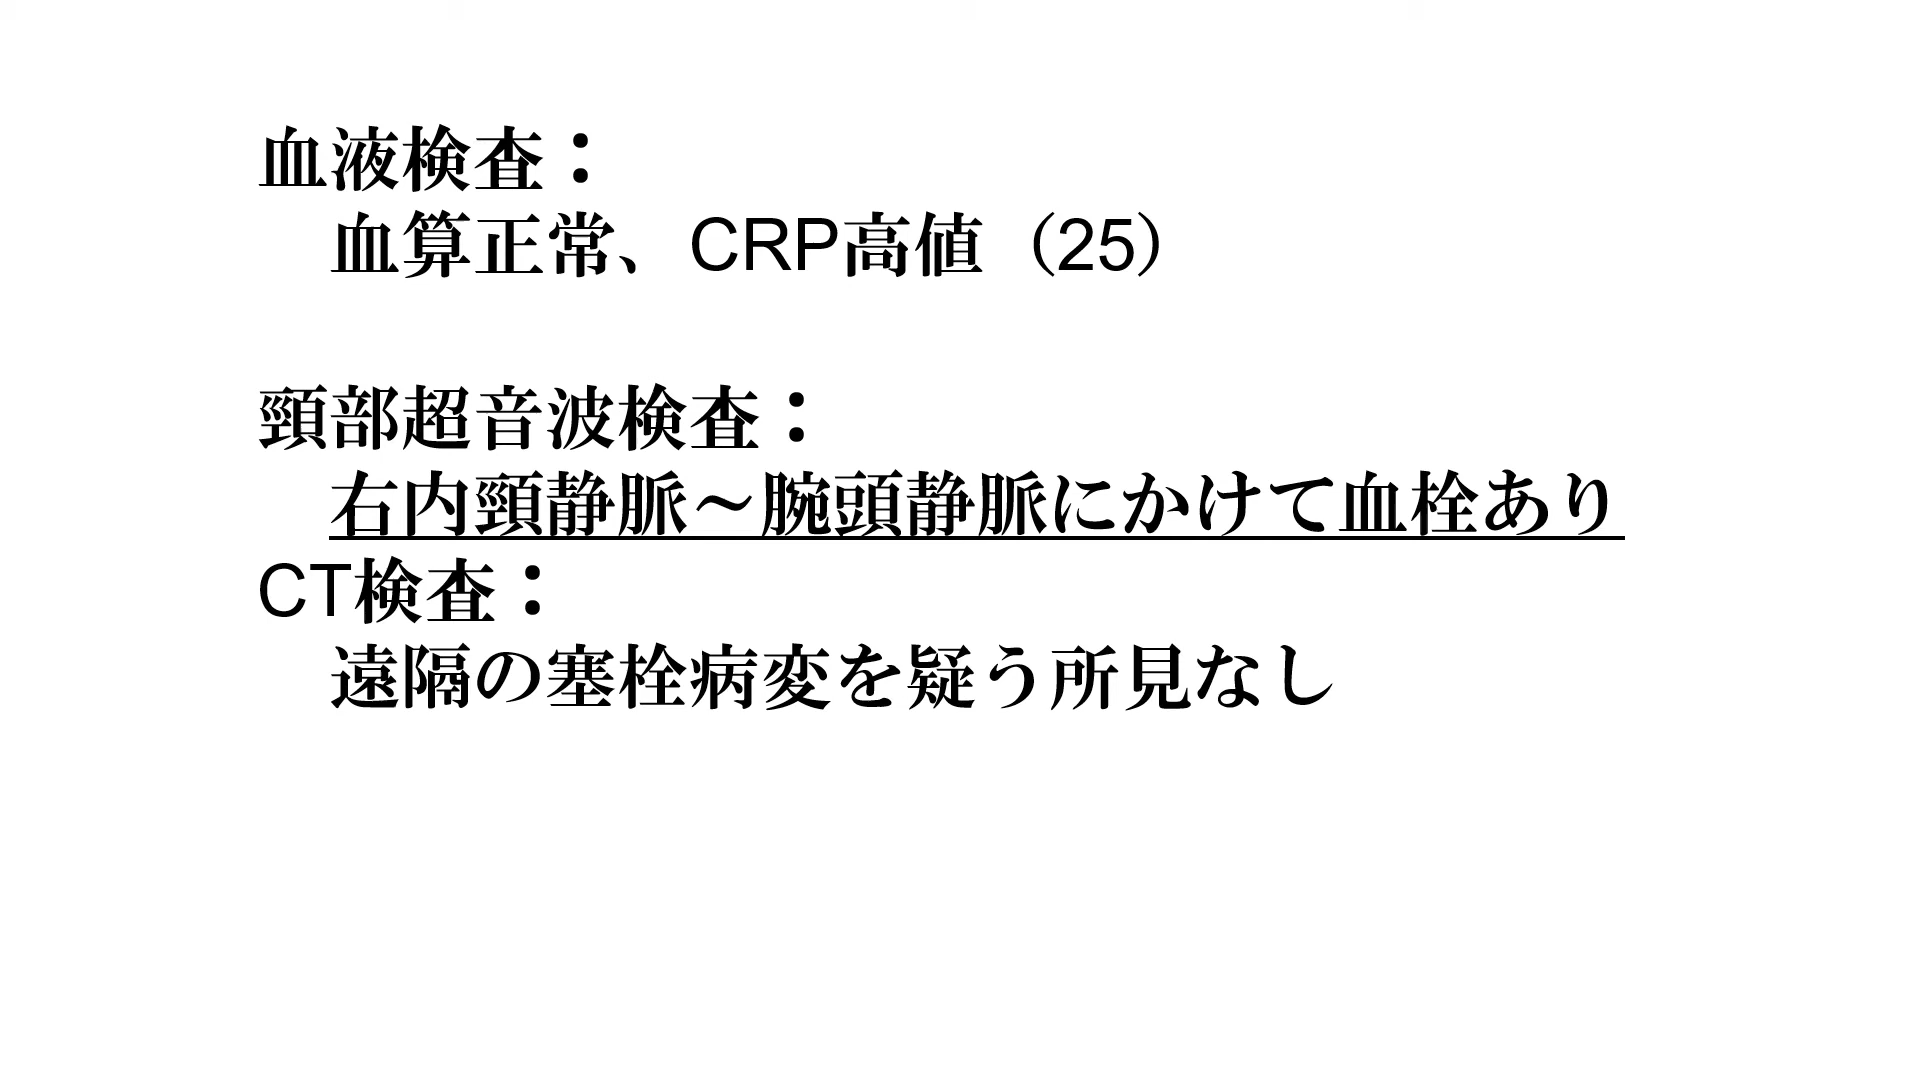 血液検査：
血算正常、CRP高値（25）
頸部超音波検査：
右内頸静脈～腕頭静脈にかけて血栓あり
CT検査：
遠隔の塞栓病変を疑う所見なし